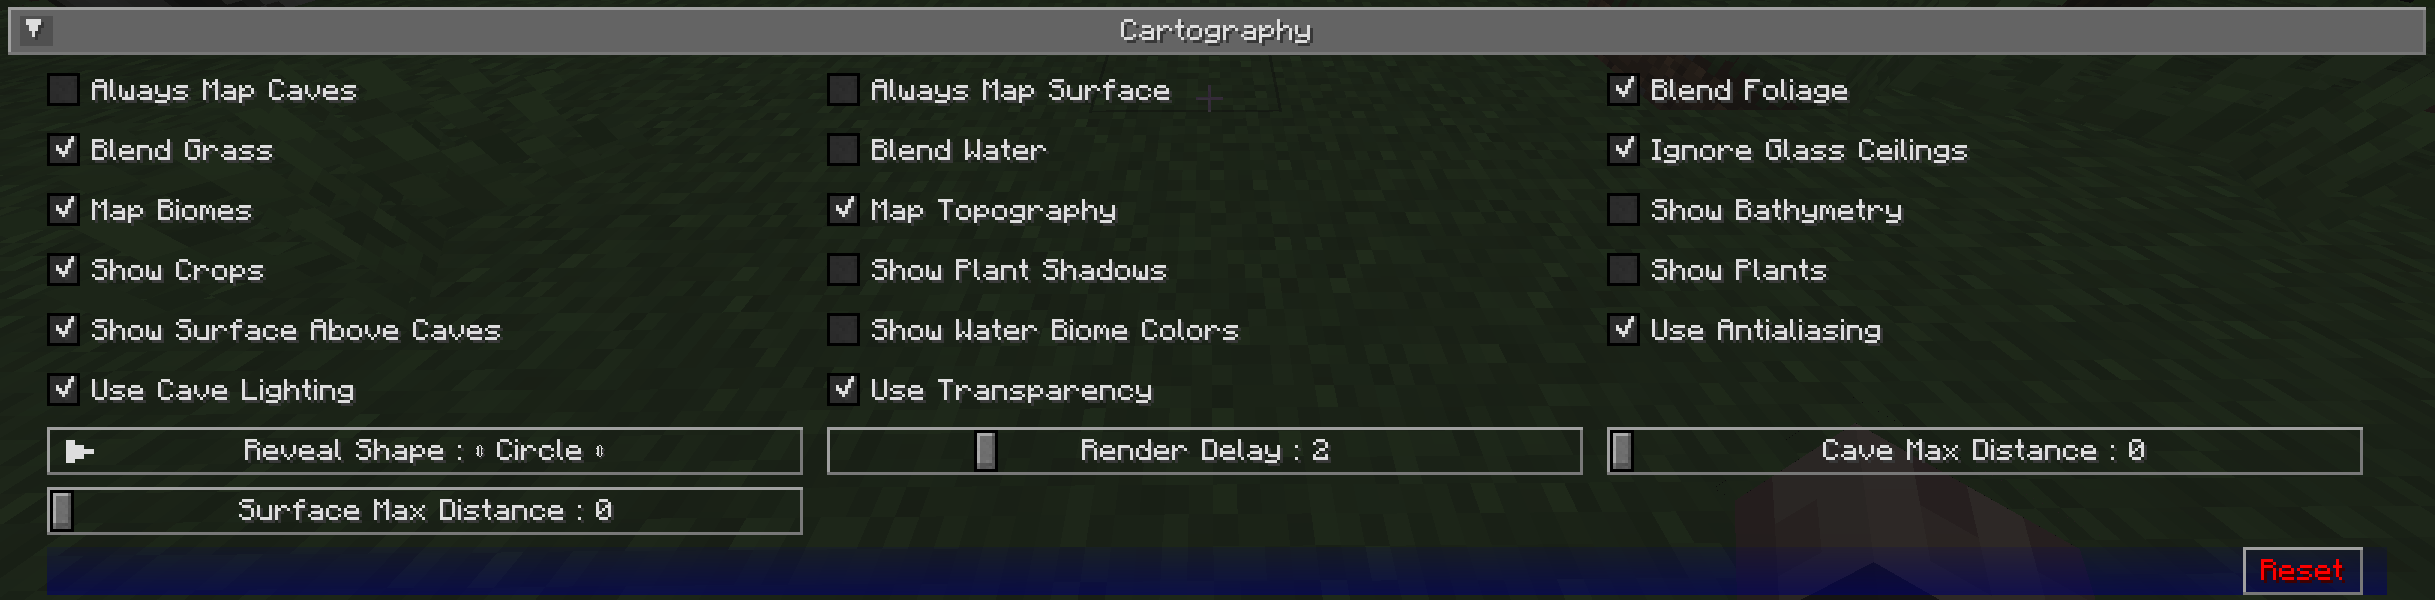 Cartography
Always Map Caves
Always Map Surface
Blend Foliage
Blend Grass
Blend Water
Ignore Glass Ceilings
Map Biomes
Map Topography
Show Bathymetry
Show Crops
Show Plant Shadows
Show Plants
Show Surface Above Caves
Show Water Biome Colors
Use Antialiasing
Use Cave Lighting
Use Transparency
Reveal Shape : ⇕ Circle ⇕
Render Delay : 2
Cave Max Distance : 0
Surface Max Distance : 0
Reset